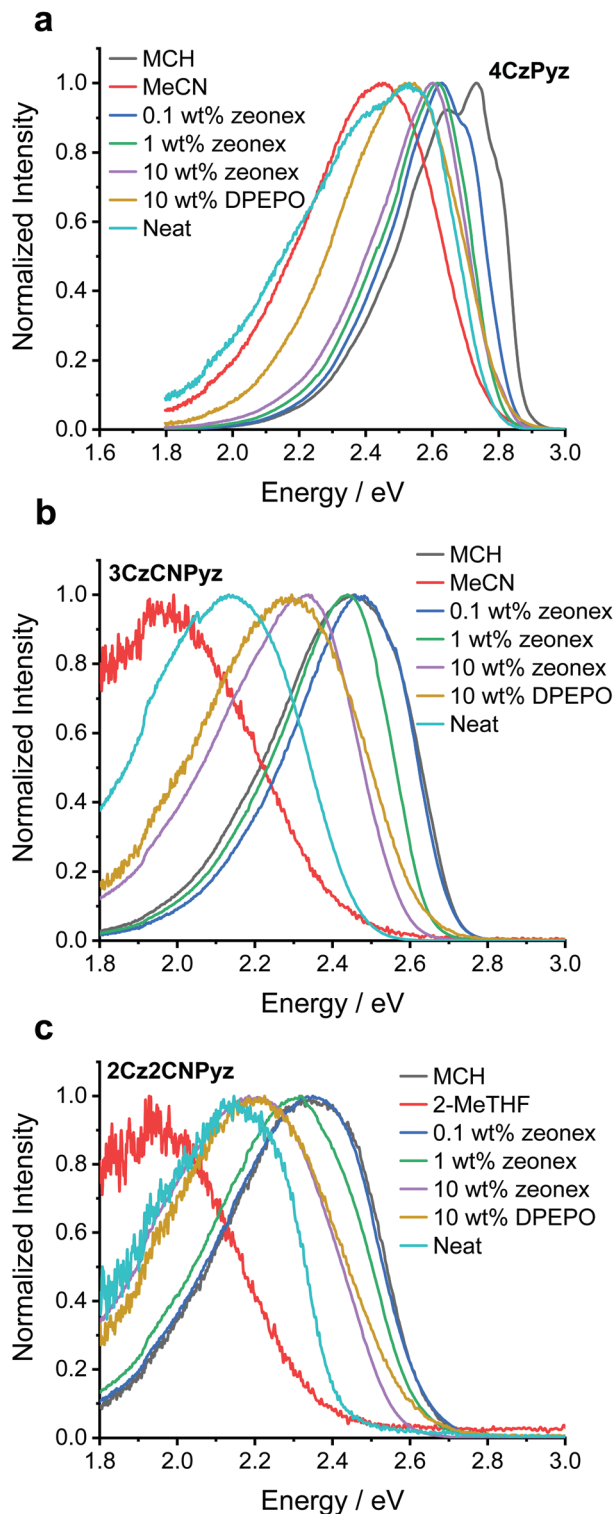 a
MCH
MeCN
0.1 wt% zeonex
1 wt% zeonex
10 wt% zeonex
10 wt% DPEPO
Neat
4CzPyz
Normalized Intensity
1.0
0.8
0.6
0.4
0.2
0.0
1.6 1.8 2.0 2.2 2.4 2.6 2.8 3.0
Energy / eV
b
3CzCNPyz
MCH
MeCN
0.1 wt% zeonex
1 wt% zeonex
10 wt% zeonex
10 wt% DPEPO
Neat
Normalized Intensity
1.0
0.8
0.6
0.4
0.2
0.0
1.8 2.0 2.2 2.4 2.6 2.8 3.0
Energy / eV
c
2Cz2CNPyz
MCH
2-MeTHF
0.1 wt% zeonex
1 wt% zeonex
10 wt% zeonex
10 wt% DPEPO
Neat
Normalized Intensity
1.0
0.8
0.6
0.4
0.2
0.0
1.8 2.0 2.2 2.4 2.6 2.8 3.0
Energy / eV